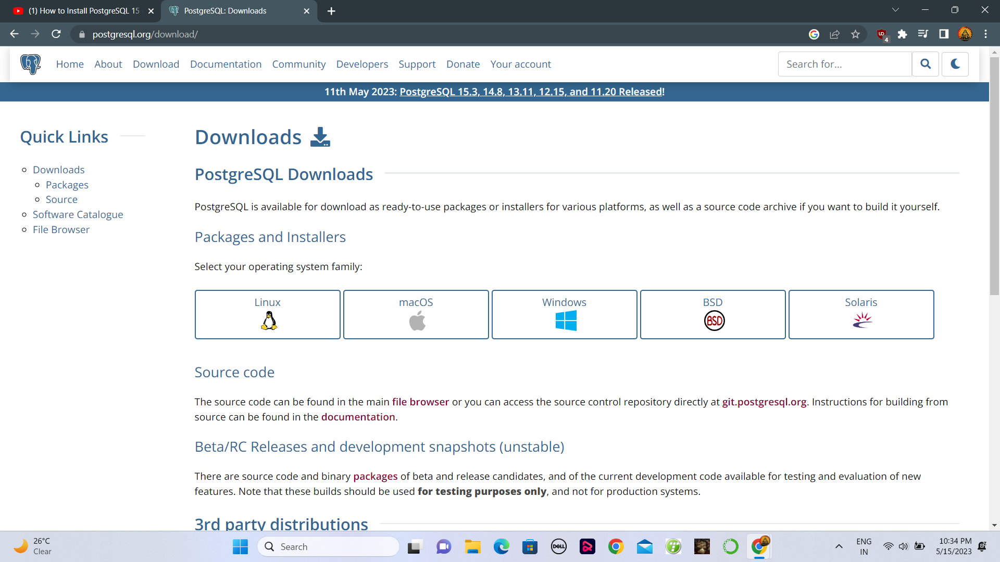 (1) How to Install PostgreSQL 15
PostgreSQL: Downloads
postgresql.org/download/
4
Home
About
Download
Documentation
Community
Developers
Support
Donate
Your account
Search for...
11th May 2023: PostgreSQL 15.3, 14.8, 13.11, 12.15, and 11.20 Released!
Quick Links
Downloads
Packages
Source
Software Catalogue
File Browser
Downloads
PostgreSQL Downloads
PostgreSQL is available for download as ready-to-use packages or installers for various platforms, as well as a source code archive if you want to build it yourself.
Packages and Installers
Select your operating system family:
Linux
macOS
Windows
BSD
BSD
Solaris
Source code
The source code can be found in the main file browser or you can access the source control repository directly at git.postgresql.org. Instructions for building from
source can be found in the documentation.
Beta/RC Releases and development snapshots (unstable)
There are source code and binary packages of beta and release candidates, and of the current development code available for testing and evaluation of new
features. Note that these builds should be used for testing purposes only, and not for production systems.
3rd party distributions
26°C
Clear
Search
DELL
ENG
IN
10:34 PM
5/15/2023